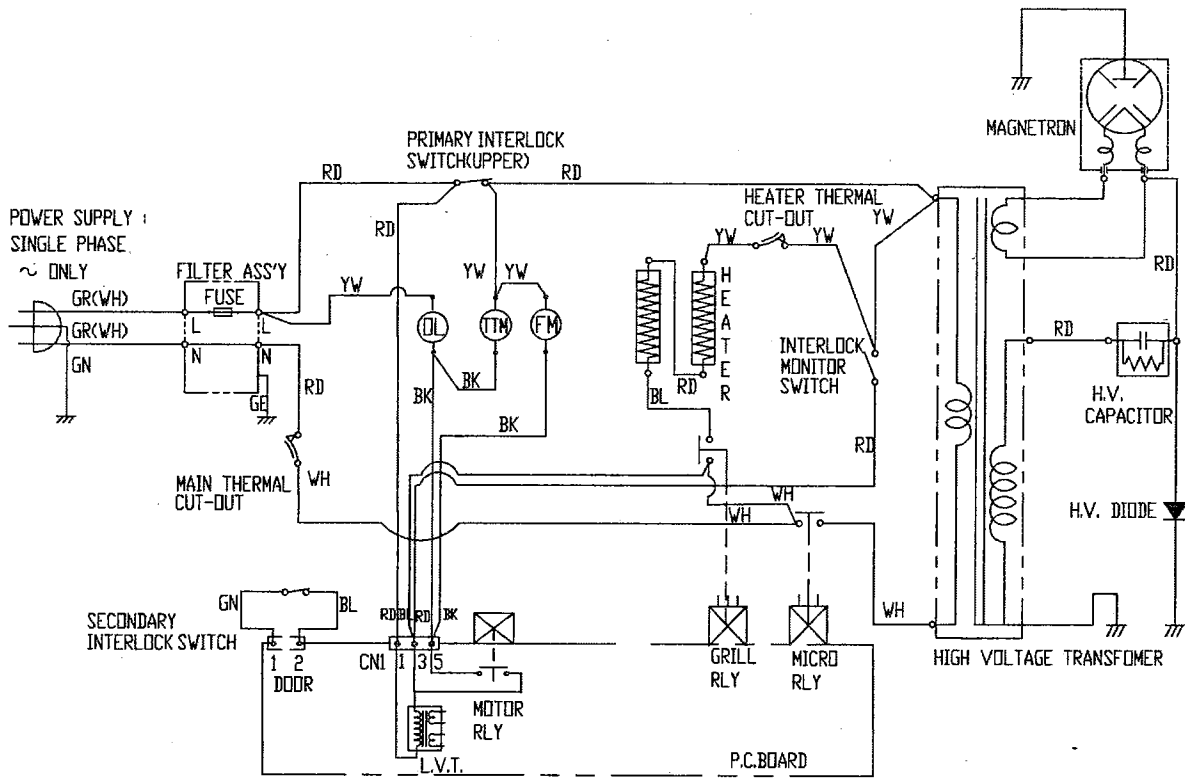 MAGNETRON
PRIMARY INTERLOCK
SWITCH(UPPER)
RD
RD
HEATER THERMAL
CUT-OUT
POWER SUPPLY :
SINGLE PHASE
~ ONLY
FILTER ASS'Y
FUSE
GR(WH)
GR(WH)
GN
L
L
N
N
GE
RD
YW
YW
YW
OL
TTM
FM
BK
BK
BK
YW
YW
YW
HEATER
RD
BL
INTERLOCK
MONITOR
SWITCH
RD
RD
RD
H.V.
CAPACITOR
RD
MAIN THERMAL
CUT-OUT
WH
WH
WH
H.V. DIODE
WH
SECONDARY
INTERLOCK SWITCH
GN
BL
1 2
DOOR
RD
BL
RD
BK
CN1 1 3 5
MOTOR
RLY
L.V.T.
GRILL
RLY
MICRO
RLY
HIGH VOLTAGE TRANSFOMER
P.C.BOARD